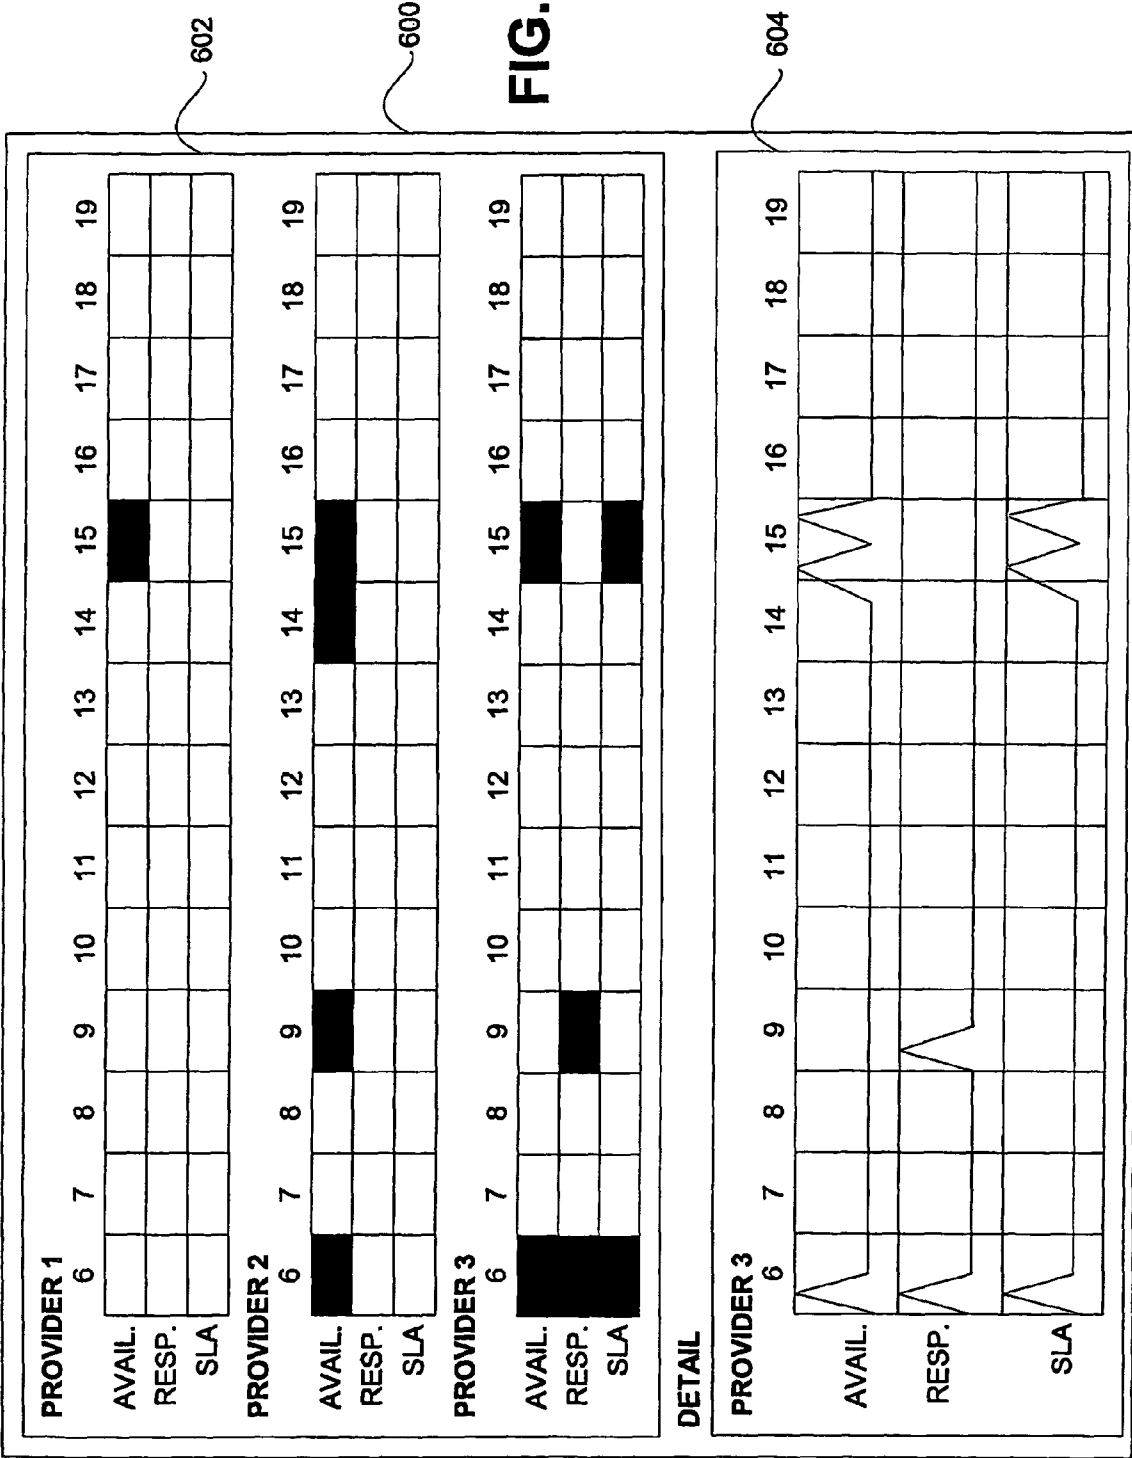 PROVIDER 1
6 7 8 9 10 11 12 13 14 15 16 17 18 19
AVAIL.
RESP.
SLA
602
PROVIDER 2
6 7 8 9 10 11 12 13 14 15 16 17 18 19
AVAIL.
RESP.
SLA
600
PROVIDER 3
6 7 8 9 10 11 12 13 14 15 16 17 18 19
AVAIL.
RESP.
SLA
FIG.
DETAIL
PROVIDER 3
6 7 8 9 10 11 12 13 14 15 16 17 18 19
AVAIL.
RESP.
SLA
604